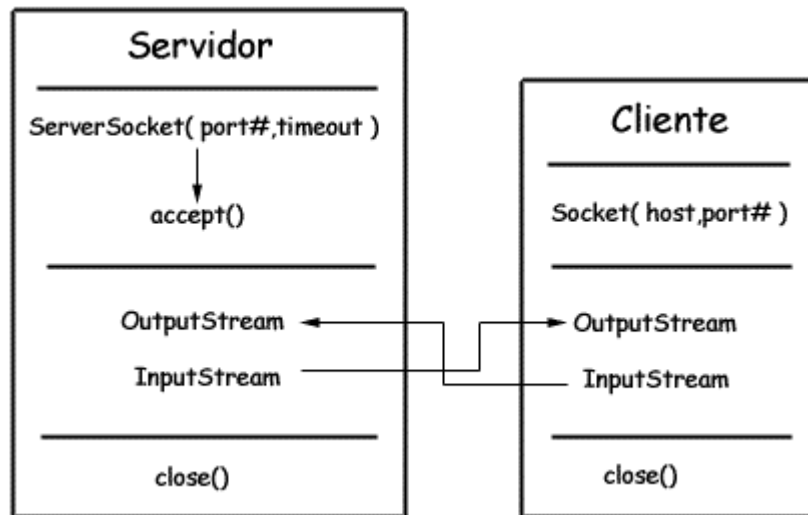 Servidor
ServerSocket( port#,timeout )
accept()
OutputStream
InputStream
close()
Cliente
Socket( host,port# )
OutputStream
InputStream
close()